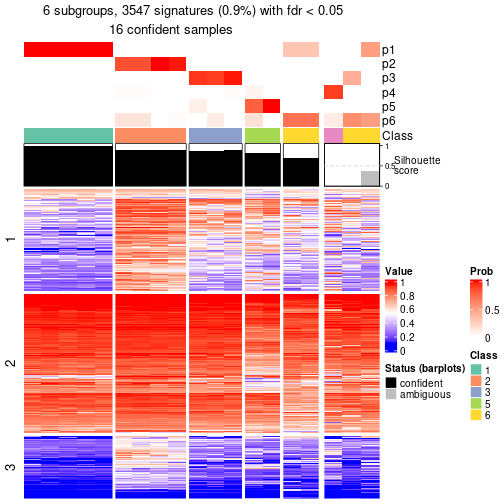 6 subgroups, 3547 signatures (0.9%) with fdr < 0.05
16 confident samples
p1
p2
p3
p4
p5
p6
Class
1
0.5
0
Silhouette
score
1
2
3
Value
1
0.8
0.6
0.4
0.2
0
Prob
1
0.5
0
Status (barplots)
confident
ambiguous
Class
1
2
3
5
6